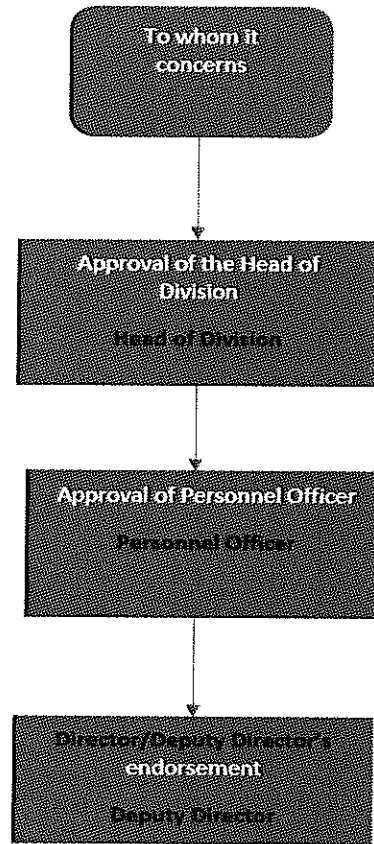 To whom it
concerns
Approval of the Head of
Division
Head of Division
Approval of Personnel Officer
Personnel Officer
Director/Deputy Director's
endorsement
Deputy Director